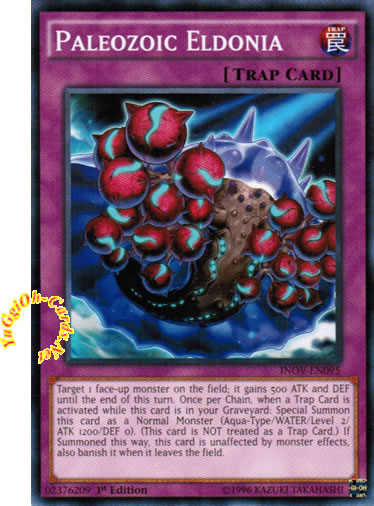 PALEOZOIC ELDONIA
TRAP
罠
[TRAP CARD]
YuGgiOh-Cards.Net
INOV-EN095
Target 1 face-up monster on the field; it gains 500 ATK and DEF
until the end of this turn. Once per Chain, when a Trap Card is
activated while this card is in your Graveyard: Special Summon
this card as a Normal Monster (Aqua-Type/WATER/Level 2/
ATK 1200/DEF 0). (This card is NOT treated as a Trap Card.) If
Summoned this way, this card is unaffected by monster effects,
also banish it when it leaves the field.
02376209
1st Edition
©1996 KAZUKI TAKAHASHI